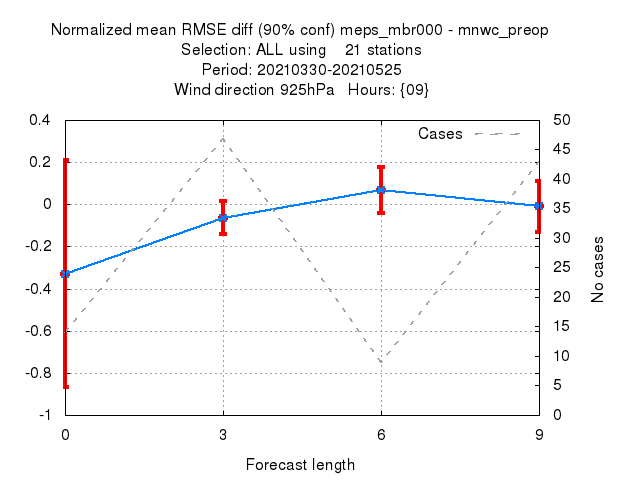 Normalized mean RMSE diff (90% conf) meps_mbr000 - mnwc_preop
Selection: ALL using 21 stations
Period: 20210330-20210525
Wind direction 925hPa Hours: {09}
Cases
0.4
0.2
0
-0.2
-0.4
-0.6
-0.8
-1
50
45
40
35
30
25
20
15
10
5
0
No cases
0 3 6 9
Forecast length